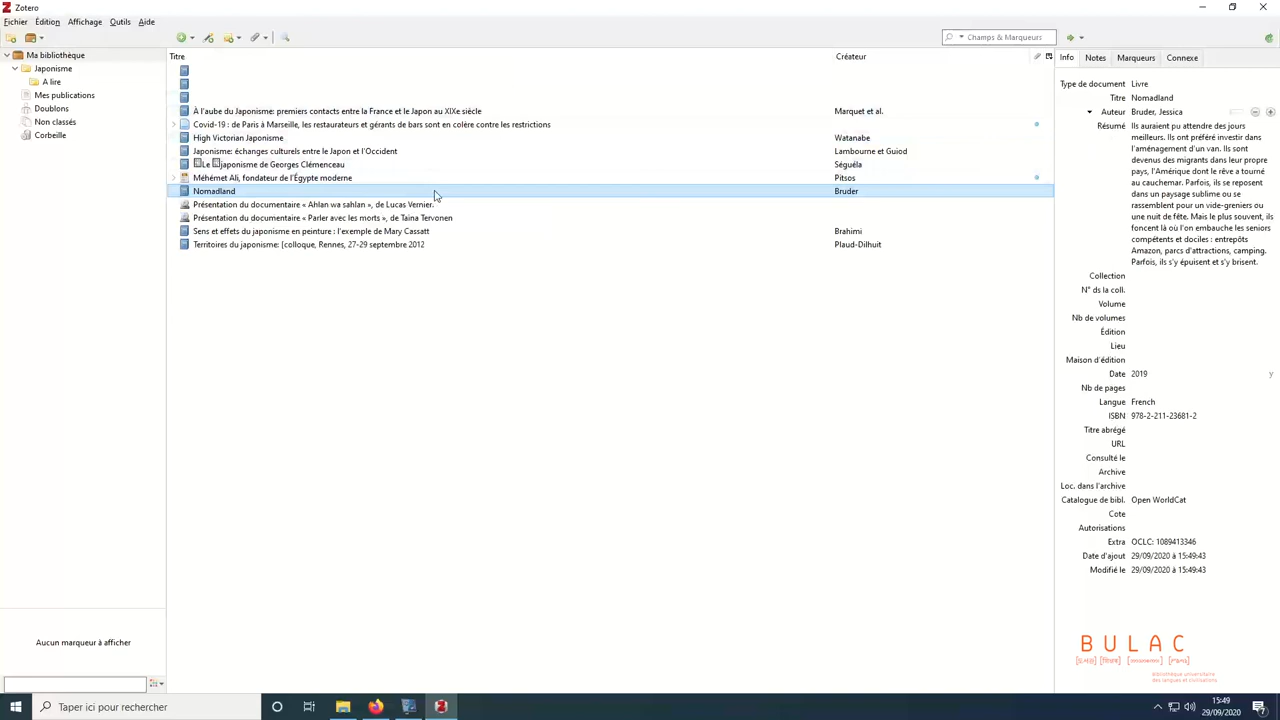 Zotero
Fichier Édition Affichage Outils Aide
Champs & Marqueurs
Ma bibliothèque
Japonisme
A lire
Mes publications
Doublons
Non classés
Corbeille
Titre Créateur
À l'aube du Japonisme: premiers contacts entre la France et le Japon au XIXe siècle Marquet et al.
Covid-19 : de Paris à Marseille, les restaurateurs et gérants de bars sont en colère contre les restrictions
High Victorian Japonisme Watanabe
Japonisme: échanges culturels entre le Japon et l'Occident Lambourne et Guiod
Le japonisme de Georges Clémenceau Séguéla
Méhémet Ali, fondateur de l'Égypte moderne Pitsos
Nomadland Bruder
Présentation du documentaire « Ahlan wa sahlan », de Lucas Vernier.
Présentation du documentaire « Parler avec les morts », de Taina Tervonen
Sens et effets du japonisme en peinture : l'exemple de Mary Cassatt Brahimi
Territoires du japonisme: [colloque, Rennes, 27-29 septembre 2012 Plaud-Dilhuit
Info Notes Marqueurs Connexe
Type de document Livre
Titre Nomadland
Auteur Bruder, Jessica
Résumé Ils auraient pu attendre des jours
meilleurs. Ils ont préféré investir dans
l'aménagement d'un van. Ils sont
devenus des migrants dans leur propre
pays, l'Amérique dont le rêve a tourné
au cauchemar. Parfois, ils se reposent
dans un paysage sublime ou se
rassemblent pour un vide-greniers ou
une nuit de fête. Mais le plus souvent, ils
foncent là où l'on embauche les seniors
compétents et dociles : entrepôts
Amazon, parcs d'attractions, camping.
Parfois, ils s'y épuisent et s'y brisent.
Collection
N° ds la coll.
Volume
Nb de volumes
Édition
Lieu
Maison d'édition
Date 2019 y
Nb de pages
Langue French
ISBN 978-2-211-23681-2
Titre abrégé
URL
Consulté le
Archive
Loc. dans l'archive
Catalogue de bibl. Open WorldCat
Cote
Autorisations
Extra OCLC: 1089413346
Date d'ajout 29/09/2020 à 15:49:43
Modifié le 29/09/2020 à 15:49:43
Aucun marqueur à afficher
BULAC
bibliothèque universitaire
des langues et civilisations
Taper ici pour rechercher
15:49
29/09/2020